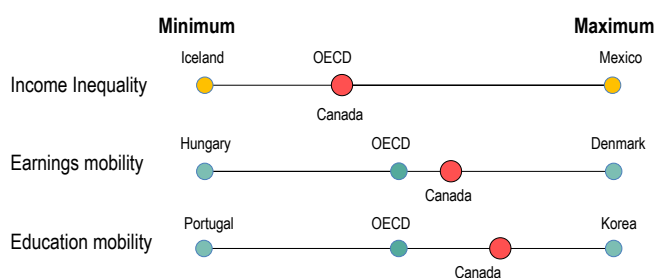 Minimum Maximum
Iceland OECD Mexico
Income Inequality
Canada
Hungary OECD Denmark
Earnings mobility
Canada
Portugal OECD Korea
Education mobility
Canada